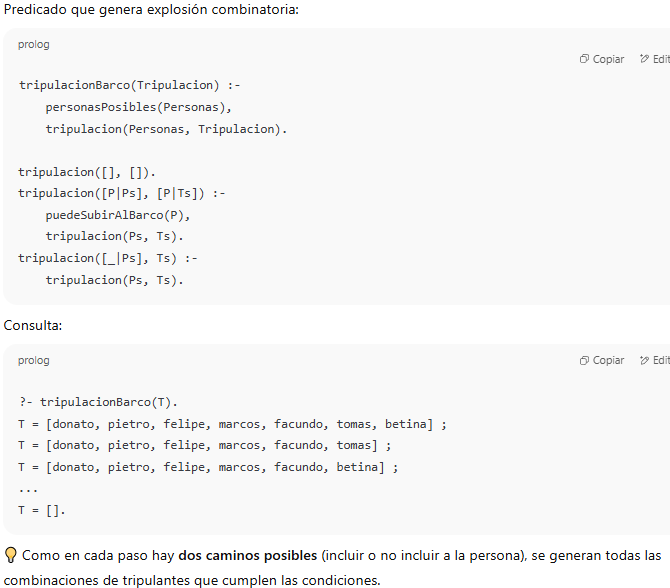 Predicado que genera explosión combinatoria:
prolog
Copiar Edit
tripulacionBarco(Tripulacion) :-
    personasPosibles(Personas),
    tripulacion(Personas, Tripulacion).
tripulacion([], []).
tripulacion([P|Ps], [P|Ts]) :-
    puedeSubirAlBarco(P),
    tripulacion(Ps, Ts).
tripulacion([_|Ps], Ts) :-
    tripulacion(Ps, Ts).
Consulta:
prolog
Copiar Edit
?- tripulacionBarco(T).
T = [donato, pietro, felipe, marcos, facundo, tomas, betina] ;
T = [donato, pietro, felipe, marcos, facundo, tomas] ;
T = [donato, pietro, felipe, marcos, facundo, betina] ;
...
T = [].
💡 Como en cada paso hay dos caminos posibles (incluir o no incluir a la persona), se generan todas las
combinaciones de tripulantes que cumplen las condiciones.